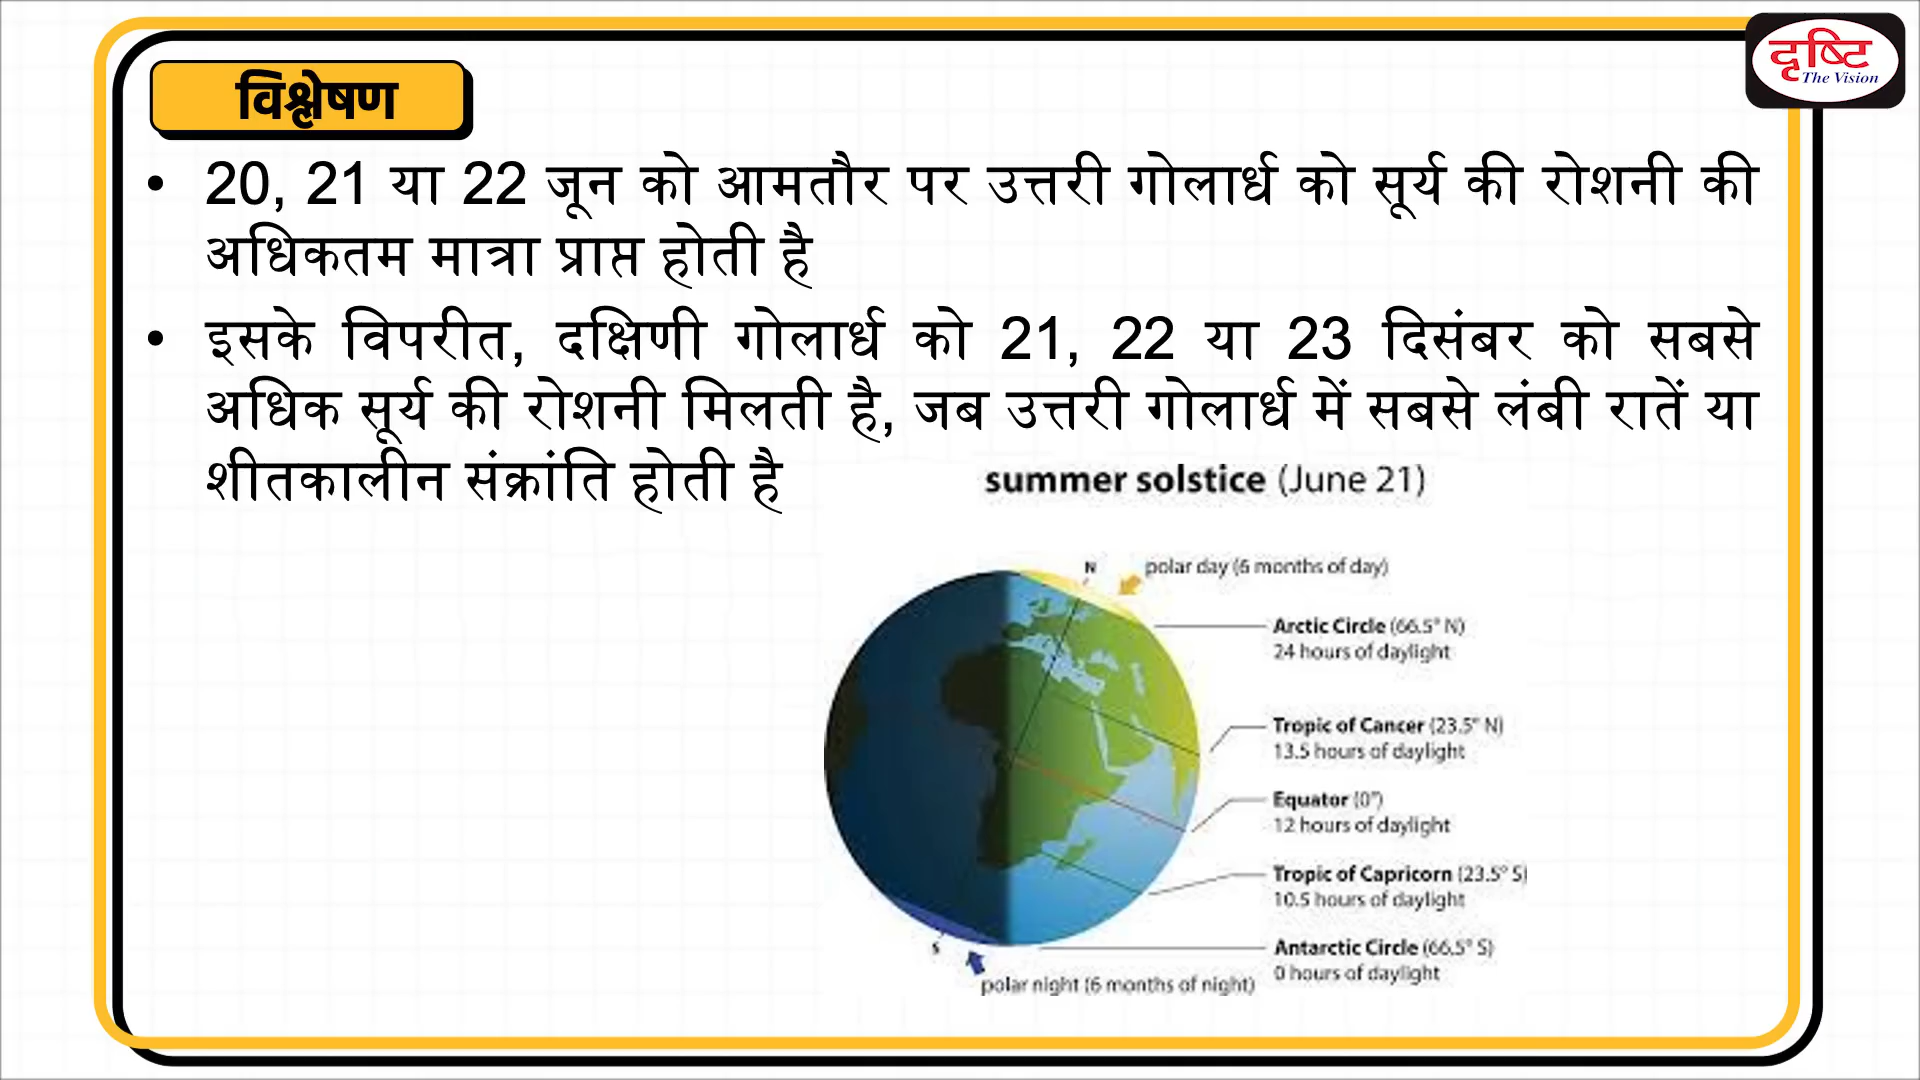 दृष्टि
The Vision
विश्लेषण
• 20, 21 या 22 जून को आमतौर पर उत्तरी गोलार्ध को सूर्य की रोशनी की
अधिकतम मात्रा प्राप्त होती है
• इसके विपरीत, दक्षिणी गोलार्ध को 21, 22 या 23 दिसंबर को सबसे
अधिक सूर्य की रोशनी मिलती है, जब उत्तरी गोलार्ध में सबसे लंबी रातें या
शीतकालीन संक्रांति होती है
summer solstice (June 21)
N
polar day (6 months of day)
Arctic Circle (66.5° N)
24 hours of daylight
Tropic of Cancer (23.5° N)
13.5 hours of daylight
Equator (0°)
12 hours of daylight
Tropic of Capricorn (23.5° S)
10.5 hours of daylight
Antarctic Circle (66.5° S)
0 hours of daylight
S
polar night (6 months of night)